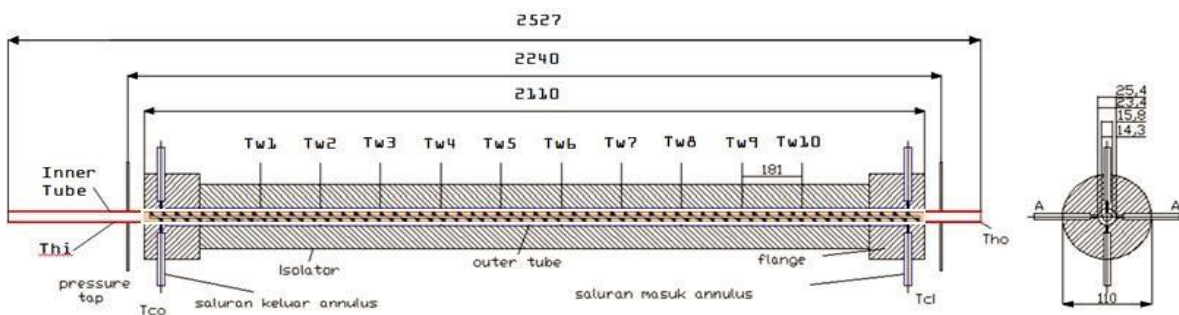 2527
2240
2110
25,4
23,4
15,8
14,3
Tw1 Tw2 Tw3 Tw4 Tw5 Tw6 Tw7 Tw8 Tw9 Tw10
181
Inner
Tube
A A
Thi
Tho
Isolator
outer tube
flange
pressure
tap
saluran keluar annulus
saluran masuk annulus
Tco
TcI
110